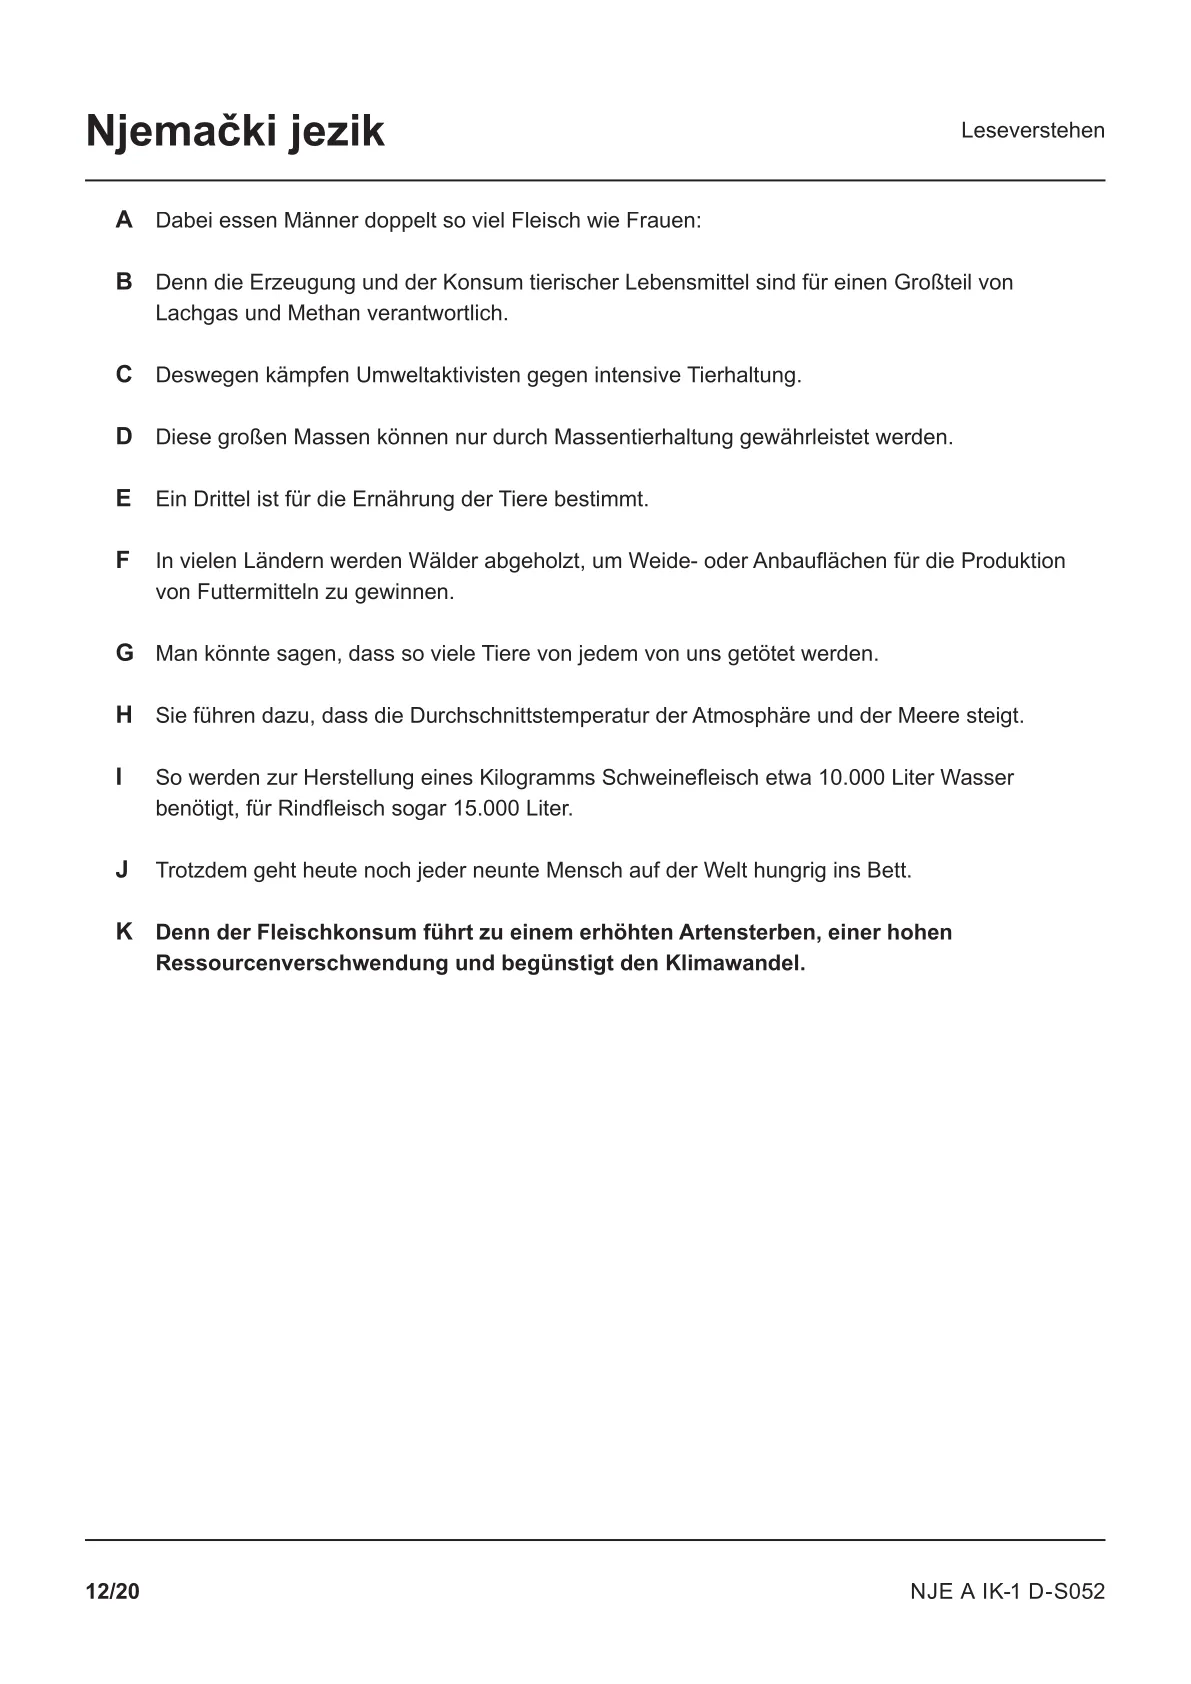 Njemački jezik
Leseverstehen
A Dabei essen Männer doppelt so viel Fleisch wie Frauen:
B Denn die Erzeugung und der Konsum tierischer Lebensmittel sind für einen Großteil von
Lachgas und Methan verantwortlich.
C Deswegen kämpfen Umweltaktivisten gegen intensive Tierhaltung.
D Diese großen Massen können nur durch Massentierhaltung gewährleistet werden.
E Ein Drittel ist für die Ernährung der Tiere bestimmt.
F In vielen Ländern werden Wälder abgeholzt, um Weide- oder Anbauflächen für die Produktion
von Futtermitteln zu gewinnen.
G Man könnte sagen, dass so viele Tiere von jedem von uns getötet werden.
H Sie führen dazu, dass die Durchschnittstemperatur der Atmosphäre und der Meere steigt.
I So werden zur Herstellung eines Kilogramms Schweinefleisch etwa 10.000 Liter Wasser
benötigt, für Rindfleisch sogar 15.000 Liter.
J Trotzdem geht heute noch jeder neunte Mensch auf der Welt hungrig ins Bett.
K Denn der Fleischkonsum führt zu einem erhöhten Artensterben, einer hohen
Ressourcenverschwendung und begünstigt den Klimawandel.
12/20
NJE A IK-1 D-S052